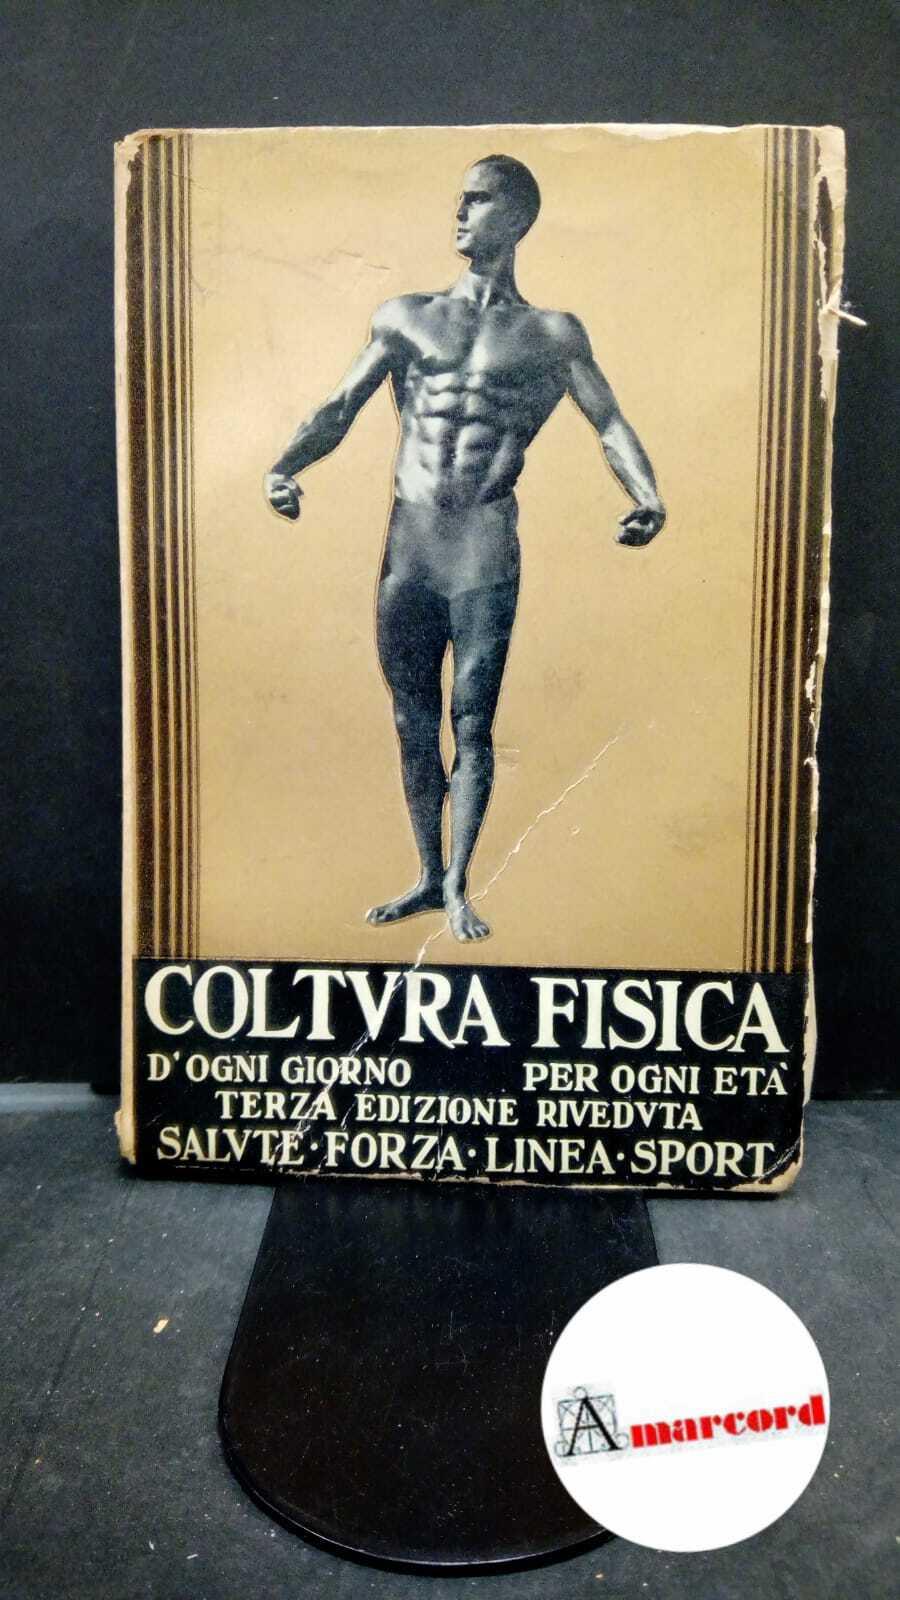 COLTVRA FISICA
D'OGNI GIORNO PER OGNI ETÀ
TERZA EDIZIONE RIVEDVTA
SALVTE · FORZA · LINEA · SPORT
Amarcord